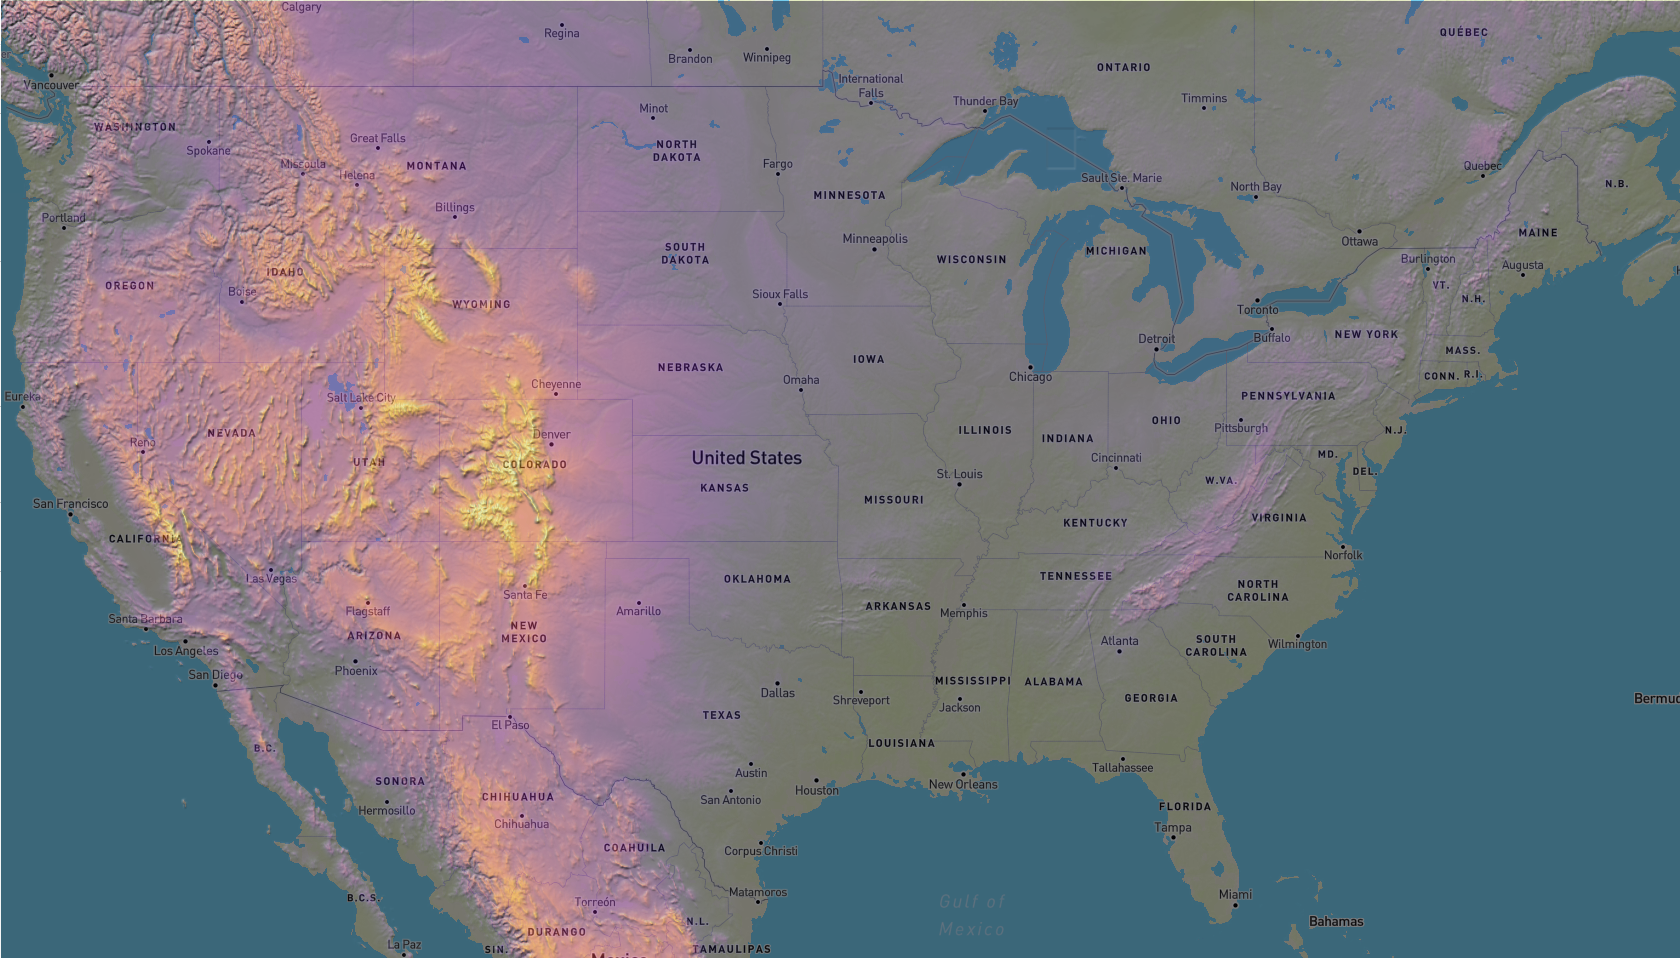 Calgary
Regina
Brandon
Winnipeg
QUÉBEC
ONTARIO
Vancouver
International
Falls
Thunder Bay
Timmins
Minot
WASHINGTON
Spokane
Great Falls
Missoula
Helena
MONTANA
NORTH
DAKOTA
Fargo
Sault Ste. Marie
North Bay
Quebec
N.B.
MINNESOTA
Billings
Portland
Minneapolis
Ottawa
MAINE
SOUTH
DAKOTA
WISCONSIN
MICHIGAN
Burlington
Augusta
IDAHO
OREGON
Boise
WYOMING
Sioux Falls
VT.
N.H.
Toronto
Buffalo
Detroit
NEW YORK
MASS.
IOWA
NEBRASKA
Chicago
CONN.
R.I.
Omaha
Cheyenne
Eureka
Salt Lake City
PENNSYLVANIA
Pittsburgh
OHIO
ILLINOIS
INDIANA
N.J.
NEVADA
Reno
Denver
COLORADO
UTAH
United States
KANSAS
Cincinnati
St. Louis
MD.
DEL.
W.VA.
San Francisco
MISSOURI
KENTUCKY
VIRGINIA
CALIFORNIA
Norfolk
Las Vegas
OKLAHOMA
TENNESSEE
NORTH
CAROLINA
Santa Fe
Flagstaff
Amarillo
ARKANSAS
Memphis
Santa Barbara
ARIZONA
NEW
MEXICO
Los Angeles
Atlanta
SOUTH
CAROLINA
Wilmington
San Diego
Phoenix
MISSISSIPPI
ALABAMA
Dallas
Shreveport
Jackson
GEORGIA
Bermu
El Paso
TEXAS
LOUISIANA
B.C.
Tallahassee
Austin
SONORA
New Orleans
Houston
San Antonio
CHIHUAHUA
Hermosillo
Chihuahua
FLORIDA
Tampa
COAHUILA
Corpus Christi
Matamoros
B.C.S.
Torreón
Miami
Gulf of
Mexico
N.L.
Bahamas
DURANGO
La Paz
SIN.
TAMAULIPAS
Mexico